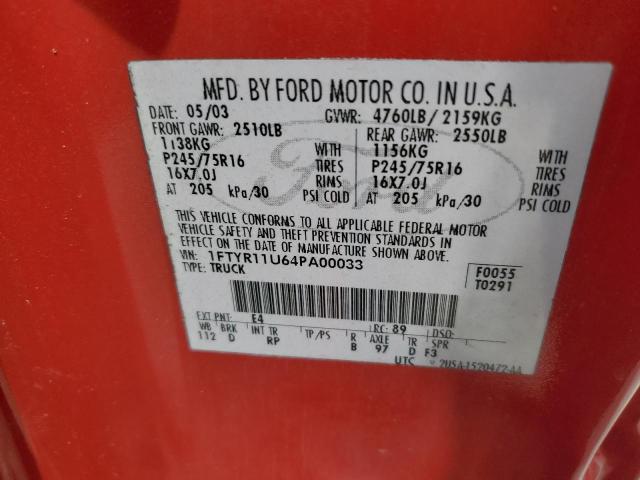 MFD. BY FORD MOTOR CO. IN U.S.A.
DATE: 05/03 GVWR: 4760LB/ 2159KG
FRONT GAWR: 2510LB REAR GAWR: 2550LB
1138KG WITH 1156KG WITH
P245/75R16 TIRES P245/75R16 TIRES
16X7.0J RIMS 16X7.0J RIMS
AT 205 kPa/30 PSI COLD AT 205 kPa/30 PSI COLD
Ford
THIS VEHICLE CONFORMS TO ALL APPLICABLE FEDERAL MOTOR
VEHICLE SAFETY AND THEFT PREVENTION STANDARDS IN
EFFECT ON THE DATE OF MANUFACTURE SHOWN ABOVE.
VIN: 1FTYR11U64PA00033
TYPE: TRUCK
F0055
T0291
EXT PNT: E4 RC: 89 DSO:
WB BRK INT TR TP/PS R AXLE TR SPR
112 D RP B 97 D F3
UTC